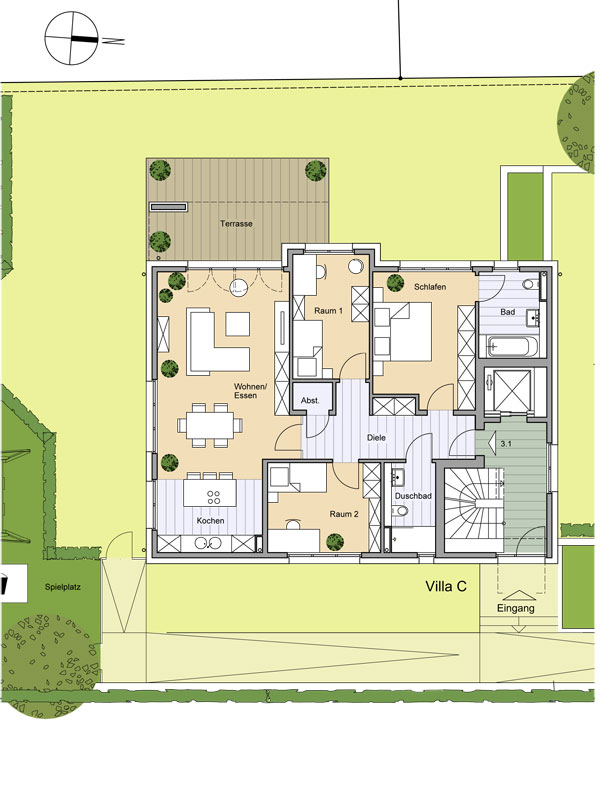 N
Terrasse
Schlafen
Raum 1
Bad
Wohnen/
Essen
Abst.
Diele
3.1
Duschbad
Raum 2
Kochen
Spielplatz
Villa C
Eingang